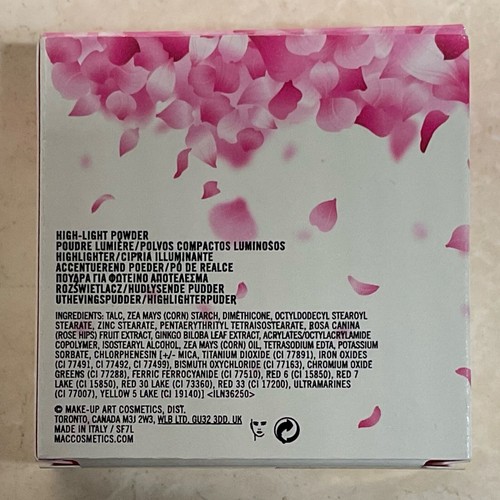 HIGH-LIGHT POWDER
POUDRE LUMIÈRE/POLVOS COMPACTOS LUMINOSOS
HIGHLIGHTER/CIPRIA ILLUMINANTE
ACCENTUEREND POEDER/PÓ DE REALCE
ΠΟΥΔΡΑ ΓΙΑ ΦΩΤΕΙΝΟ ΑΠΟΤΕΛΕΣΜΑ
ROZŚWIETLACZ/HUDLYSENDE PUDDER
UTHEVINGSPUDDER/HIGHLIGHTERPUDER
INGREDIENTS: TALC, ZEA MAYS (CORN) STARCH, DIMETHICONE, OCTYLDODECYL STEAROYL
STEARATE, ZINC STEARATE, PENTAERYTHRITYL TETRAISOSTEARATE, ROSA CANINA
(ROSE HIPS) FRUIT EXTRACT, GINKGO BILOBA LEAF EXTRACT, ACRYLATES/OCTYLACRYLAMIDE
COPOLYMER, ISOSTEARYL ALCOHOL, ZEA MAYS (CORN) OIL, TETRASODIUM EDTA, POTASSIUM
SORBATE, CHLORPHENESIN [+/- MICA, TITANIUM DIOXIDE (CI 77891), IRON OXIDES
(CI 77491, CI 77492, CI 77499), BISMUTH OXYCHLORIDE (CI 77163), CHROMIUM OXIDE
GREENS (CI 77288), FERRIC FERROCYANIDE (CI 77510), RED 6 (CI 15850), RED 7
LAKE (CI 15850), RED 30 LAKE (CI 73360), RED 33 (CI 17200), ULTRAMARINES
(CI 77007), YELLOW 5 LAKE (CI 19140)] <ILN36250>
© MAKE-UP ART COSMETICS, DIST.
TORONTO, CANADA M3J 2W3, WLB LTD. GU32 3DD. UK
MADE IN ITALY / SF7L
MACCOSMETICS.COM